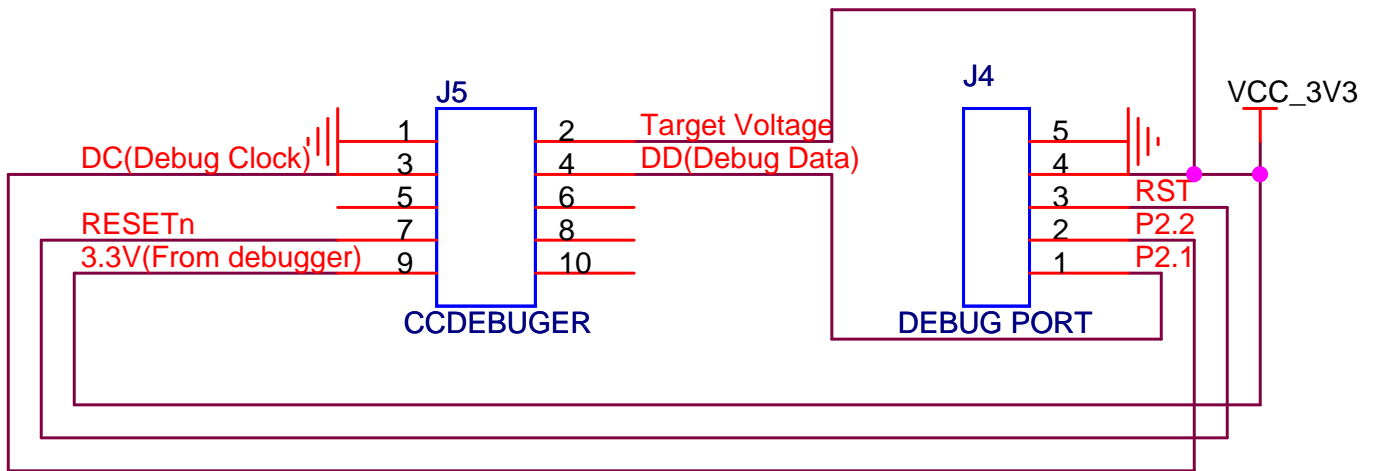 J5
J4
VCC_3V3
1
2
Target Voltage
5
DC(Debug Clock)
3
4
DD(Debug Data)
4
5
6
3
RST
RESETn
7
8
2
P2.2
3.3V(From debugger)
9
10
1
P2.1
CCDEBUGER
DEBUG PORT